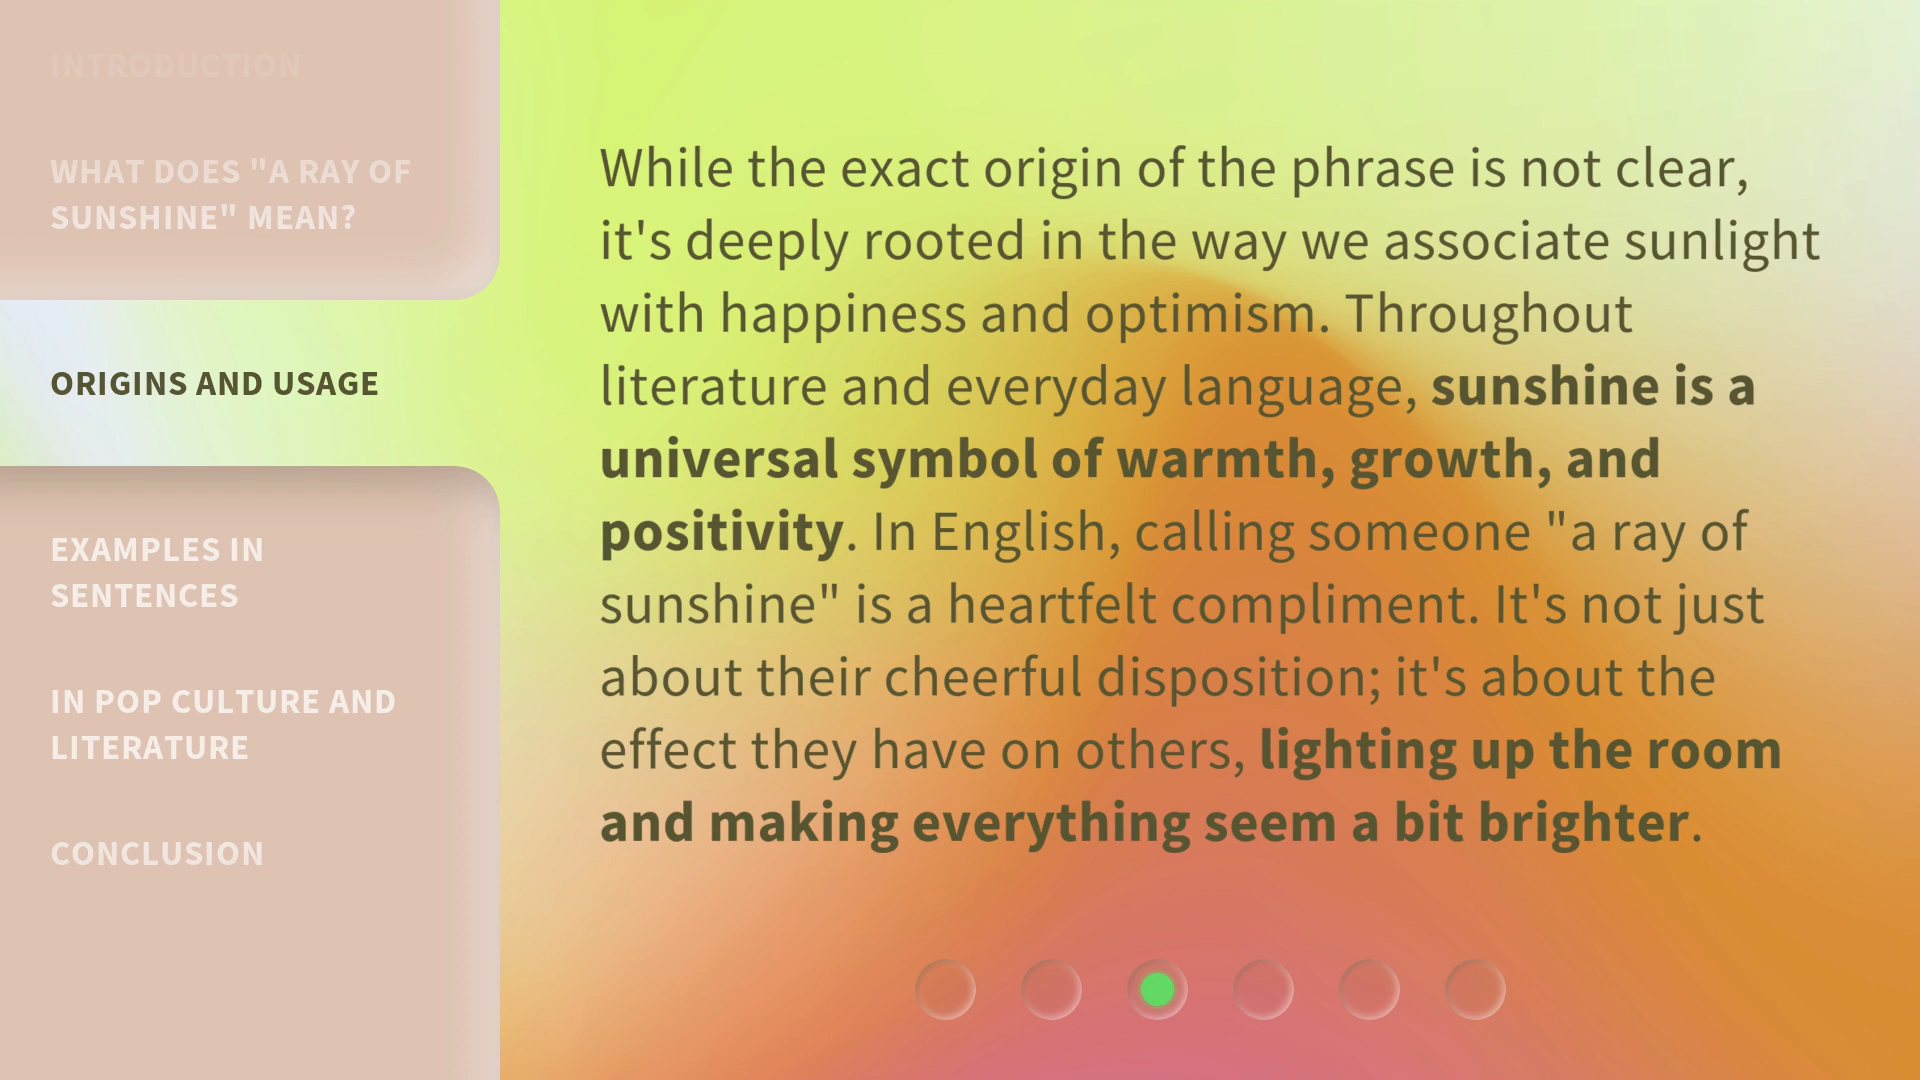 INTRODUCTION
WHAT DOES "A RAY OF
SUNSHINE" MEAN?
ORIGINS AND USAGE
EXAMPLES IN
SENTENCES
IN POP CULTURE AND
LITERATURE
CONCLUSION
While the exact origin of the phrase is not clear,
it's deeply rooted in the way we associate sunlight
with happiness and optimism. Throughout
literature and everyday language, sunshine is a
universal symbol of warmth, growth, and
positivity. In English, calling someone "a ray of
sunshine" is a heartfelt compliment. It's not just
about their cheerful disposition; it's about the
effect they have on others, lighting up the room
and making everything seem a bit brighter.